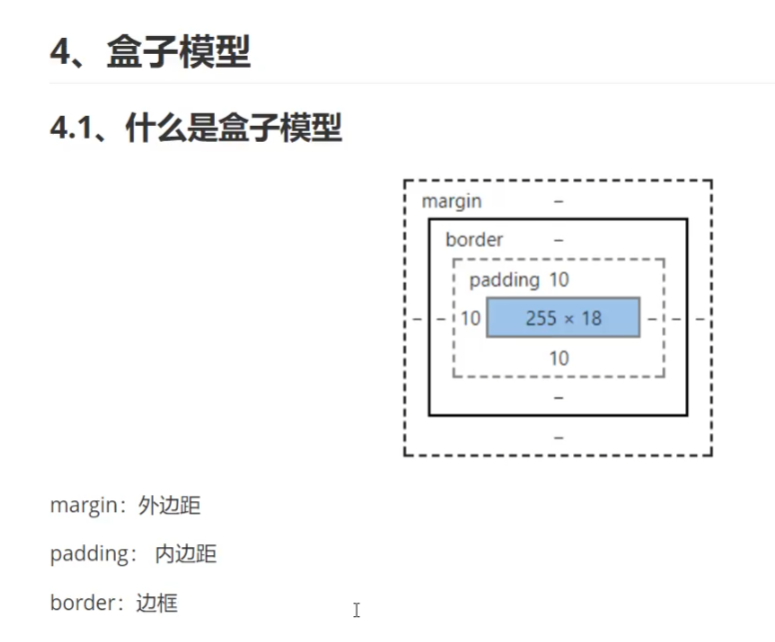 4、盒子模型
4.1、什么是盒子模型
margin –
border –
padding 10
– – 10 255 × 18 – – –
10
–
–
margin：外边距
padding： 内边距
border：边框